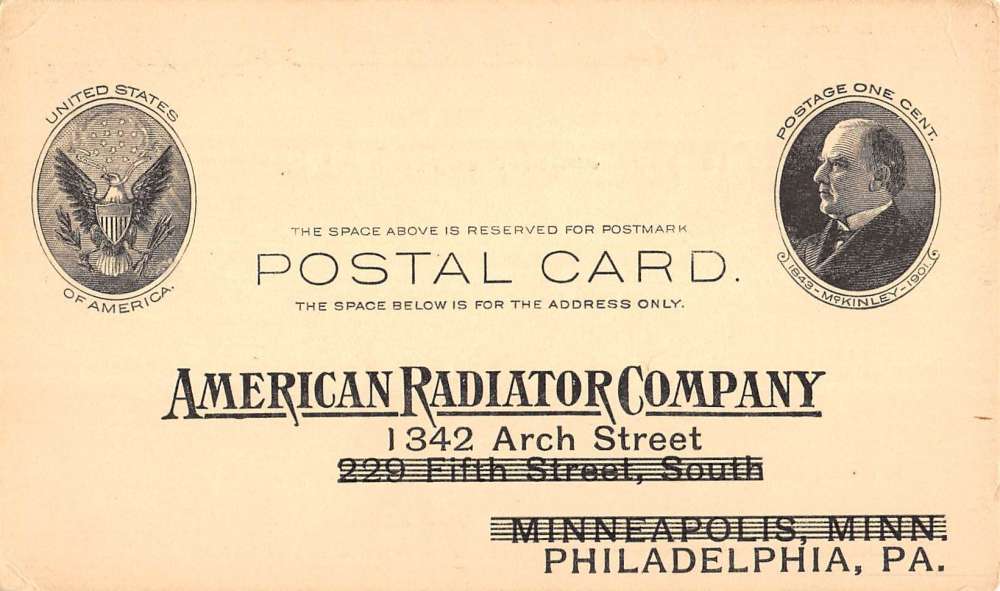 UNITED STATES
OF AMERICA.
POSTAGE ONE CENT.
1843-McKINLEY-1901.
THE SPACE ABOVE IS RESERVED FOR POSTMARK
POSTAL CARD.
THE SPACE BELOW IS FOR THE ADDRESS ONLY.
AMERICAN RADIATOR COMPANY
1342 Arch Street
229 Fifth Street, South
MINNEAPOLIS, MINN.
PHILADELPHIA, PA.